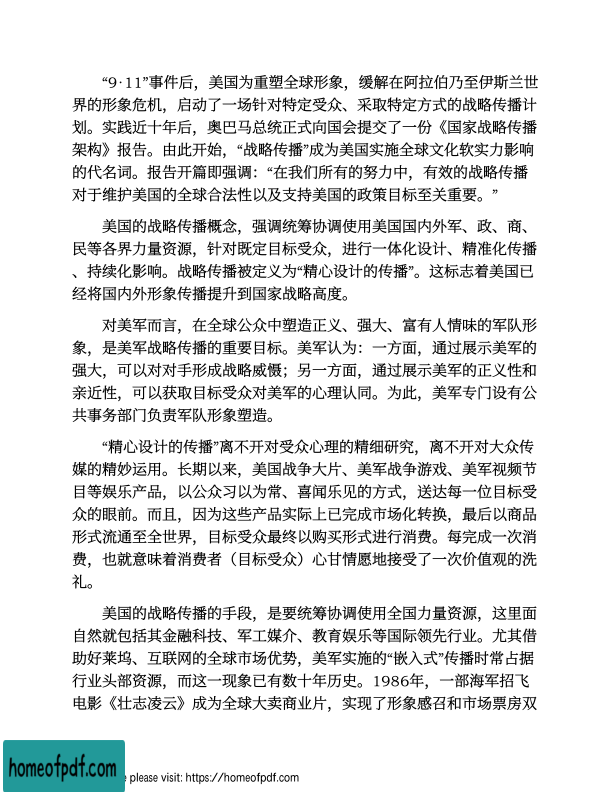 “9·11”事件后，美国为重塑全球形象，缓解在阿拉伯乃至伊斯兰世
界的形象危机，启动了一场针对特定受众、采取特定方式的战略传播计
划。实践近十年后，奥巴马总统正式向国会提交了一份《国家战略传播
架构》报告。由此开始，“战略传播”成为美国实施全球文化软实力影响
的代名词。报告开篇即强调：“在我们所有的努力中，有效的战略传播
对于维护美国的全球合法性以及支持美国的政策目标至关重要。”
美国的战略传播概念，强调统筹协调使用美国国内外军、政、商、
民等各界力量资源，针对既定目标受众，进行一体化设计、精准化传播
、持续化影响。战略传播被定义为“精心设计的传播”。这标志着美国已
经将国内外形象传播提升到国家战略高度。
对美军而言，在全球公众中塑造正义、强大、富有人情味的军队形
象，是美军战略传播的重要目标。美军认为：一方面，通过展示美军的
强大，可以对对手形成战略威慑；另一方面，通过展示美军的正义性和
亲近性，可以获取目标受众对美军的心理认同。为此，美军专门设有公
共事务部门负责军队形象塑造。
“精心设计的传播”离不开对受众心理的精细研究，离不开对大众传
媒的精妙运用。长期以来，美国战争大片、美军战争游戏、美军视频节
目等娱乐产品，以公众习以为常、喜闻乐见的方式，送达每一位目标受
众的眼前。而且，因为这些产品实际上已完成市场化转换，最后以商品
形式流通至全世界，目标受众最终以购买形式进行消费。每完成一次消
费，也就意味着消费者（目标受众）心甘情愿地接受了一次价值观的洗
礼。
美国的战略传播的手段，是要统筹协调使用全国力量资源，这里面
自然就包括其金融科技、军工媒介、教育娱乐等国际领先行业。尤其借
助好莱坞、互联网的全球市场优势，美军实施的“嵌入式”传播时常占据
行业头部资源，而这一现象已有数十年历史。1986年，一部海军招飞
电影《壮志凌云》成为全球大卖商业片，实现了形象感召和市场票房双
homeofpdf.com
please visit: https://homeofpdf.com